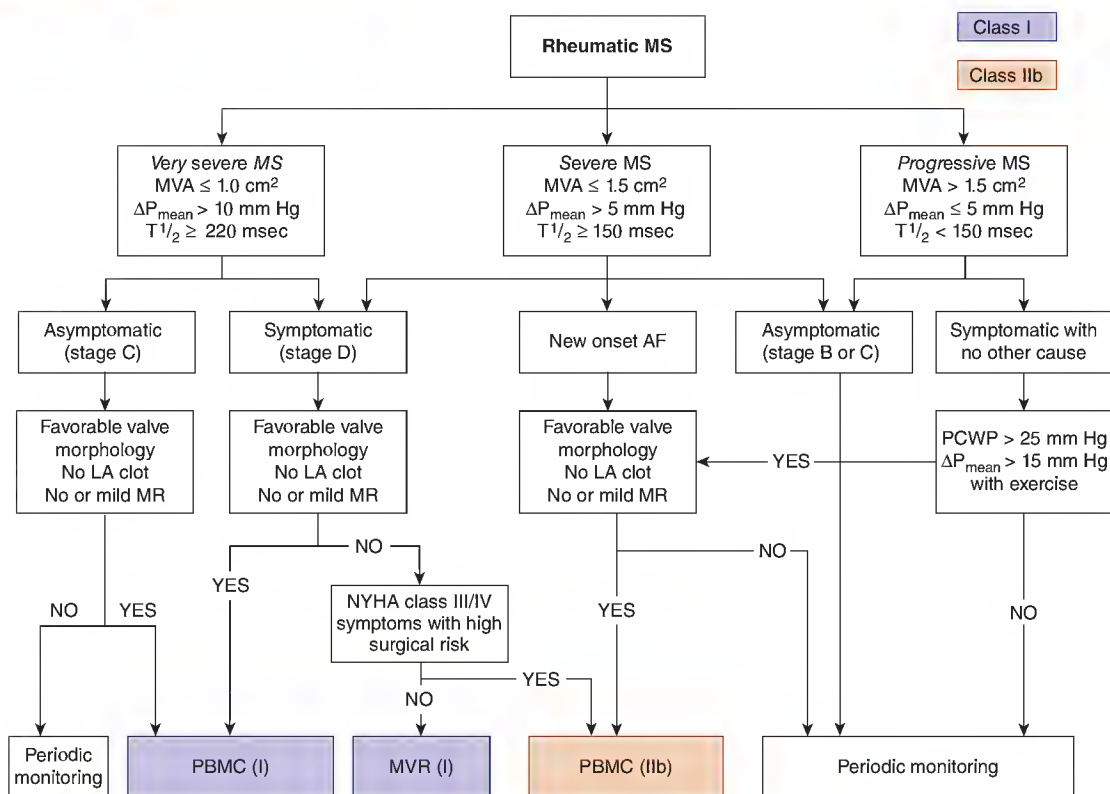 Class I
Class IIb
Rheumatic MS
Very severe MS
MVA ≤ 1.0 cm²
ΔPmean > 10 mm Hg
T½ ≥ 220 msec
Severe MS
MVA ≤ 1.5 cm²
ΔPmean > 5 mm Hg
T½ ≥ 150 msec
Progressive MS
MVA > 1.5 cm²
ΔPmean ≤ 5 mm Hg
T½ < 150 msec
Asymptomatic
(stage C)
Symptomatic
(stage D)
New onset AF
Asymptomatic
(stage B or C)
Symptomatic with
no other cause
Favorable valve
morphology
No LA clot
No or mild MR
Favorable valve
morphology
No LA clot
No or mild MR
Favorable valve
morphology
No LA clot
No or mild MR
YES
PCWP > 25 mm Hg
ΔPmean > 15 mm Hg
with exercise
NO
YES
YES
NO
NYHA class III/IV
symptoms with high
surgical risk
YES
NO
NO
NO
YES
Periodic
monitoring
PBMC (I)
MVR (I)
PBMC (IIb)
Periodic monitoring